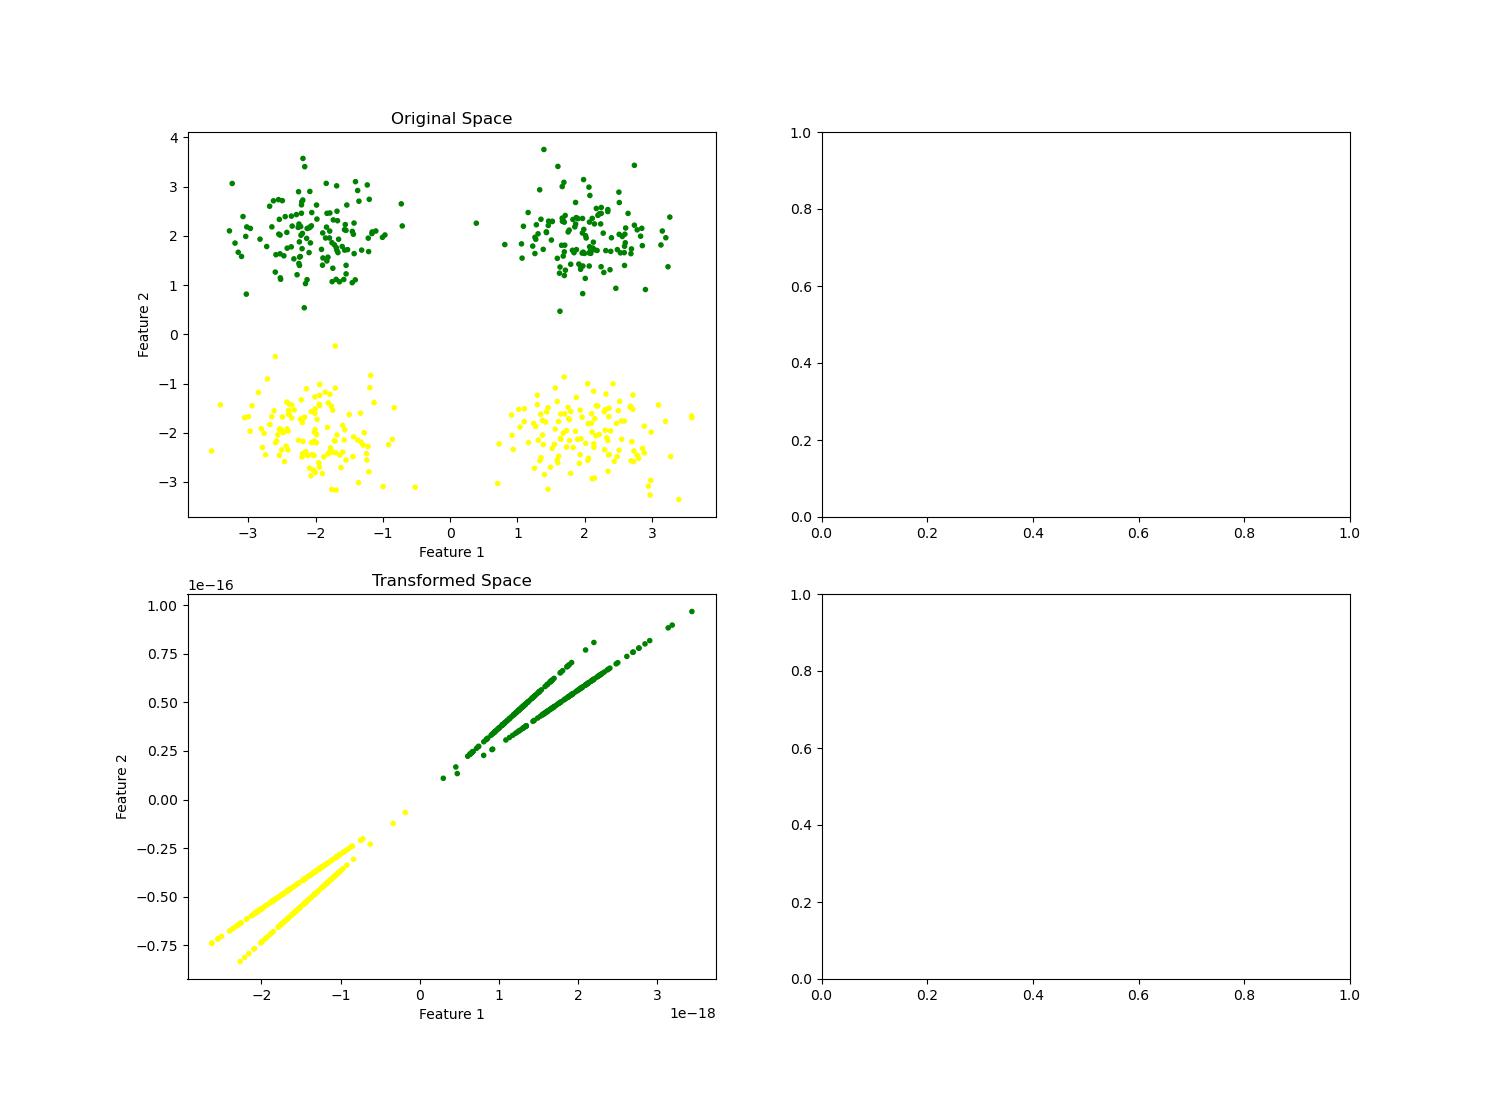 Original Space
4
3
2
1
0
−1
−2
−3
Feature 2
−3 −2 −1 0 1 2 3
Feature 1
1.0
0.8
0.6
0.4
0.2
0.0
0.0 0.2 0.4 0.6 0.8 1.0
Transformed Space
1e−16
1.00
0.75
0.50
0.25
0.00
−0.25
−0.50
−0.75
Feature 2
−2 −1 0 1 2 3
Feature 1
1e−18
1.0
0.8
0.6
0.4
0.2
0.0
0.0 0.2 0.4 0.6 0.8 1.0